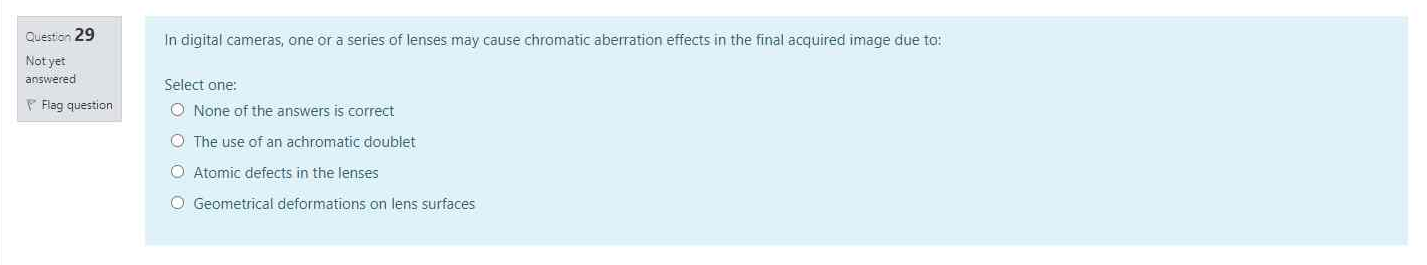 Question 29
Not yet
answered
Flag question
In digital cameras, one or a series of lenses may cause chromatic aberration effects in the final acquired image due to:
Select one:
None of the answers is correct
The use of an achromatic doublet
Atomic defects in the lenses
Geometrical deformations on lens surfaces